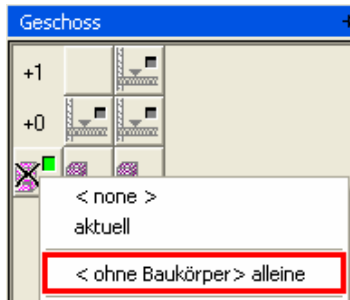 Geschoss
+1
+0
< none >
aktuell
< ohne Baukörper> alleine